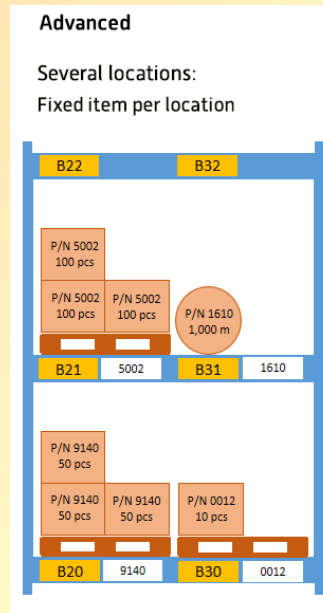 Advanced
Several locations:
Fixed item per location
B22 B32
P/N 5002
100 pcs
P/N 5002
100 pcs
P/N 5002
100 pcs
P/N 1610
1,000 m
B21 5002 B31 1610
P/N 9140
50 pcs
P/N 9140
50 pcs
P/N 9140
50 pcs
P/N 0012
10 pcs
B20 9140 B30 0012